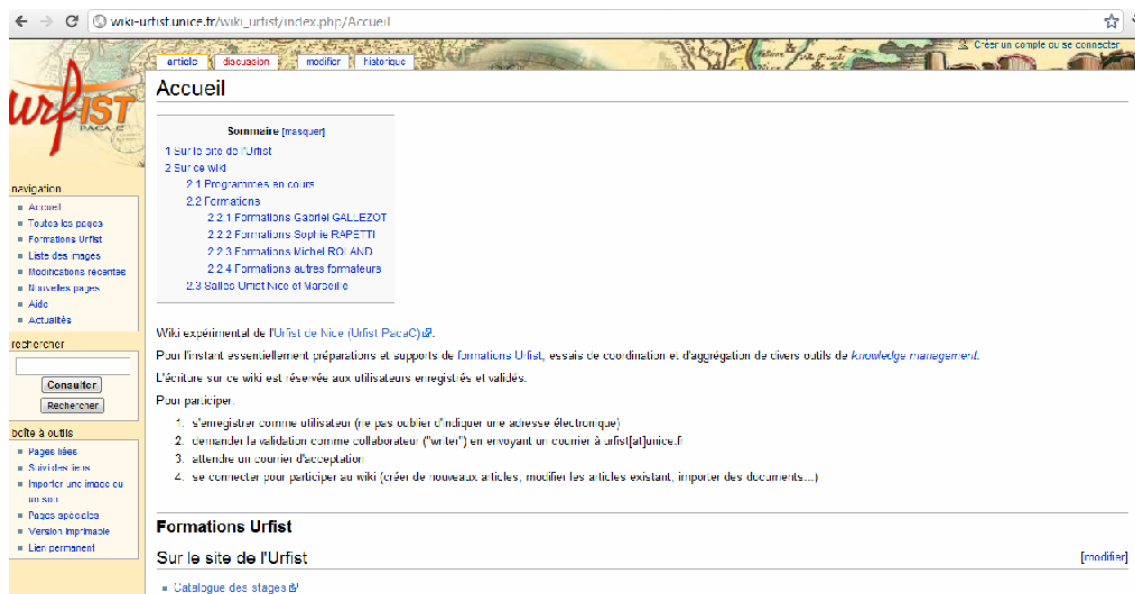 wiki-urfist.unice.fr/wiki_urfist/index.php/Accueil
Créer un compte ou se connecter
article discussion modifier historique
urfist
PACA C
Accueil
Sommaire [masquer]
1 Sur le site de l'Urfist
2 Sur ce wiki
2.1 Programmes en cours
2.2 Formations
2.2.1 Formations Gabriel GALLEZOT
2.2.2 Formations Sophie RAPETTI
2.2.3 Formations Michel ROLAND
2.2.4 Formations autres formateurs
2.3 Salles Urfist Nice et Marseille
navigation
Accueil
Toutes les pages
Formations Urfist
Liste des images
Modifications récentes
Nouvelles pages
Aide
Actualités
rechercher
Consulter
Rechercher
boîte à outils
Pages liées
Suivi des liens
Importer une image ou
un son
Pages spéciales
Version imprimable
Lien permanent
Wiki expérimental de l'Urfist de Nice (Urfist PacaC).
Pour l'instant essentiellement préparations et supports de formations Urfist, essais de coordination et d'aggrégation de divers outils de knowledge management.
L'écriture sur ce wiki est réservée aux utilisateurs enregistrés et validés.
Pour participer:
1. s'enregistrer comme utilisateur (ne pas oublier d'indiquer une adresse électronique)
2. demander la validation comme collaborateur ("writer") en envoyant un courrier à urfist[at]unice.fr
3. attendre un courrier d'acceptation
4. se connecter pour participer au wiki (créer de nouveaux articles, modifier les articles existant, importer des documents...)
Formations Urfist
Sur le site de l'Urfist [modifier]
Catalogue des stages